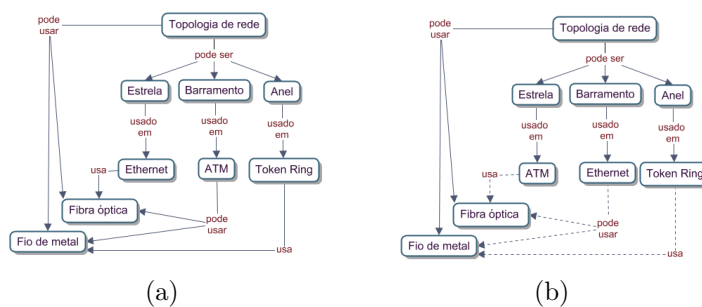 Topologia de rede
pode
usar
pode ser
Estrela
Barramento
Anel
usado
em
usado
em
usado
em
Ethernet
ATM
Token Ring
usa
Fibra óptica
pode
usar
Fio de metal
usa
(a)
Topologia de rede
pode
usar
pode ser
Estrela
Barramento
Anel
usado
em
usado
em
usado
em
ATM
Ethernet
Token Ring
usa
Fibra óptica
pode
usar
Fio de metal
usa
(b)